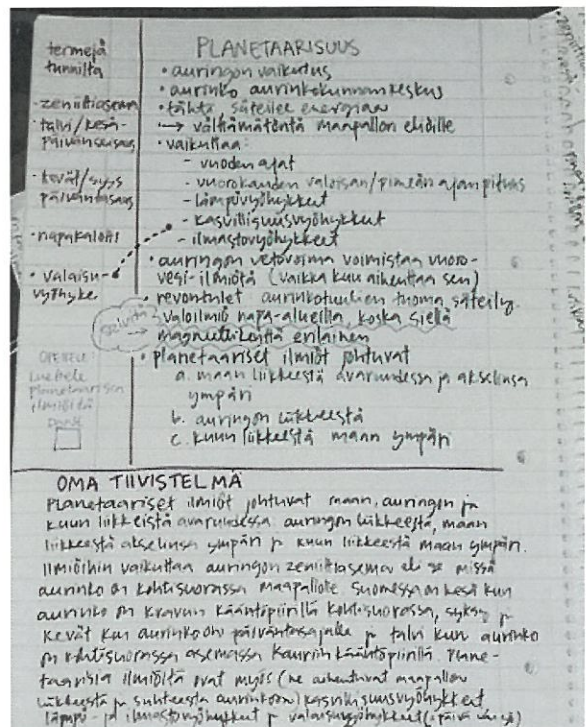 termejä
tunnilta
- zeniittiasema
- talvi/kesä-
päivänseisaus
- kevät/syys
päiväntasaus
- napakalotti
• valaisu-
vyöhyke
OPETTELE
Luettele
planetaarisia
ilmiöitä
PLANETAARISUUS
• auringon vaikutus
• aurinko aurinkokunnan keskus
• tähti säteilee energiaa
• → välttämätöntä maapallon eliöille
• vaikuttaa:
- vuodenajat
- vuorokauden valoisan/pimeän ajan pituus
- lämpövyöhykkeet
- kasvillisuusvyöhykkeet
- ilmastovyöhykkeet
• auringon vetovoima voimistaa vuoro-
vesi-ilmiötä (vaikka kuu aiheuttaa sen)
• revontulet aurinkotuulien tuoma säteily.
valoilmiö napa-alueilla, koska siellä
→ magneettikenttä erilainen
• planetaariset ilmiöt johtuvat
a. maan liikkeestä avaruudessa ja akselinsa
ympäri
b. auringon liikkeestä
c. kuun liikkeestä maan ympäri
OMA TIIVISTELMÄ
Planetaariset ilmiöt johtuvat maan, auringon ja
kuun liikkeistä avaruudessa. auringon liikkeestä, maan
liikkeestä akselinsa ympäri ja kuun liikkeestä maan ympäri.
Ilmiöihin vaikuttaa auringon zeniittiasema eli se missä
aurinko on kohtisuorassa maapallolle. Suomessa on kesä kun
aurinko on kravun kääntöpiirillä kohtisuorassa, syksy ja
kevät kun aurinko on päiväntasaajalla ja talvi kun aurinko
on kohtisuorassa asemassa kauriin kääntöpiirillä. Plane-
taarisia ilmiöitä ovat myös (ne aiheutuvat maapallon
liikkeestä ja suhteesta aurinkoon) kasvillisuusvyöhykkeet
lämpö- ja ilmastovyöhykkeet ja valaisuvyöhykkeet